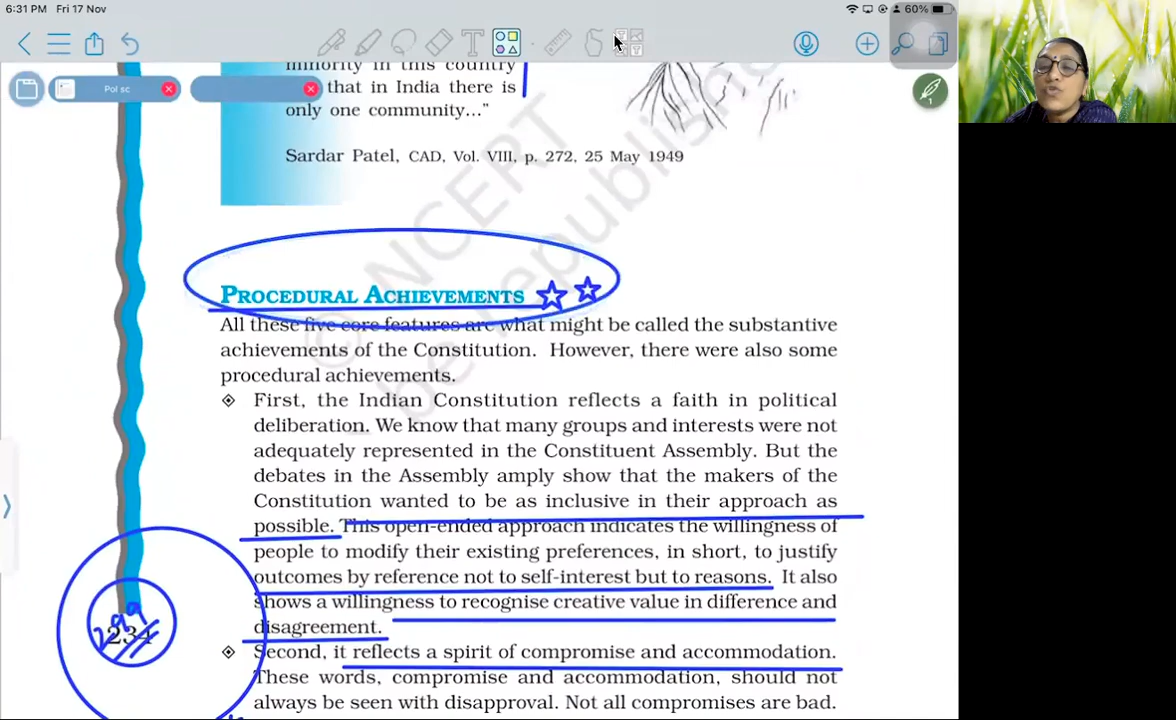 6:31 PM Fri 17 Nov
60%
Pol sc
minority in this country
that in India there is
only one community..."
Sardar Patel, CAD, Vol. VIII, p. 272, 25 May 1949
© NCERT
be republished
PROCEDURAL ACHIEVEMENTS
All these five core features are what might be called the substantive
achievements of the Constitution. However, there were also some
procedural achievements.
First, the Indian Constitution reflects a faith in political
deliberation. We know that many groups and interests were not
adequately represented in the Constituent Assembly. But the
debates in the Assembly amply show that the makers of the
Constitution wanted to be as inclusive in their approach as
possible. This open-ended approach indicates the willingness of
people to modify their existing preferences, in short, to justify
outcomes by reference not to self-interest but to reasons. It also
shows a willingness to recognise creative value in difference and
disagreement.
234
Second, it reflects a spirit of compromise and accommodation.
These words, compromise and accommodation, should not
always be seen with disapproval. Not all compromises are bad.
1